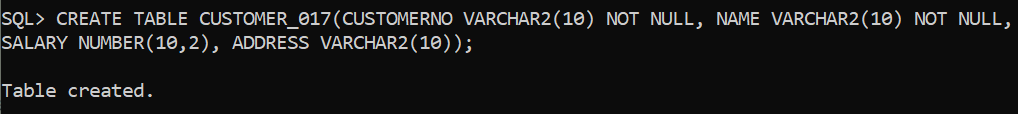 SQL> CREATE TABLE CUSTOMER_017(CUSTOMERNO VARCHAR2(10) NOT NULL, NAME VARCHAR2(10) NOT NULL,
SALARY NUMBER(10,2), ADDRESS VARCHAR2(10));
Table created.